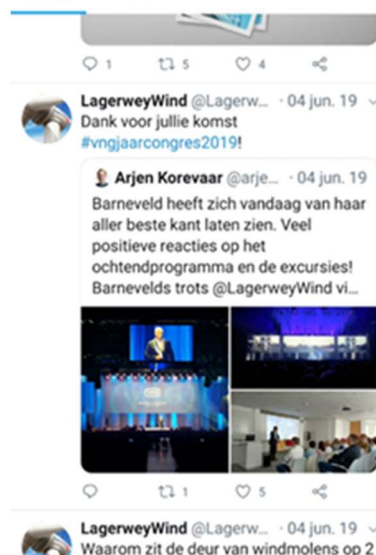 1 5 4
LagerweyWind @Lagerw... · 04 jun. 19
Dank voor jullie komst
#vngjaarcongres2019!
Arjen Korevaar @arje... · 04 jun. 19
Barneveld heeft zich vandaag van haar
aller beste kant laten zien. Veel
positieve reacties op het
ochtendprogramma en de excursies!
Barnevelds trots @LagerweyWind vi...
1 5
LagerweyWind @Lagerw... · 04 jun. 19
Waarom zit de deur van windmolens op 2